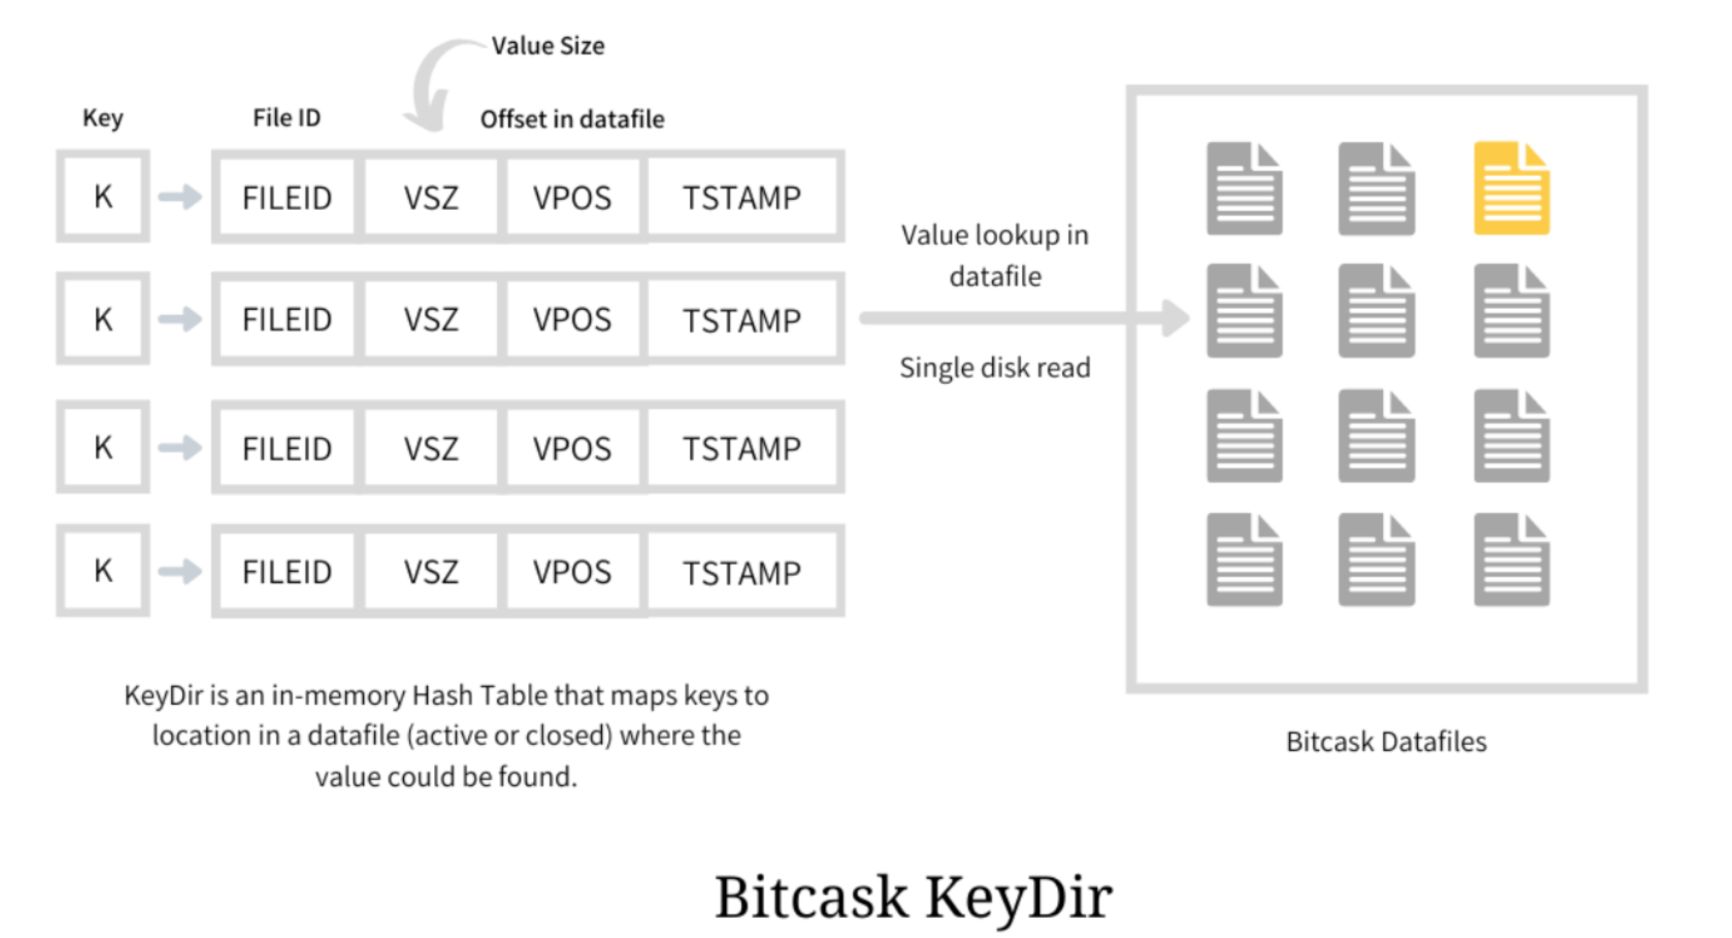 Value Size
Key File ID Offset in datafile
K FILEID VSZ VPOS TSTAMP
K FILEID VSZ VPOS TSTAMP
K FILEID VSZ VPOS TSTAMP
K FILEID VSZ VPOS TSTAMP
Value lookup in
datafile
Single disk read
KeyDir is an in-memory Hash Table that maps keys to
location in a datafile (active or closed) where the
value could be found.
Bitcask Datafiles
Bitcask KeyDir